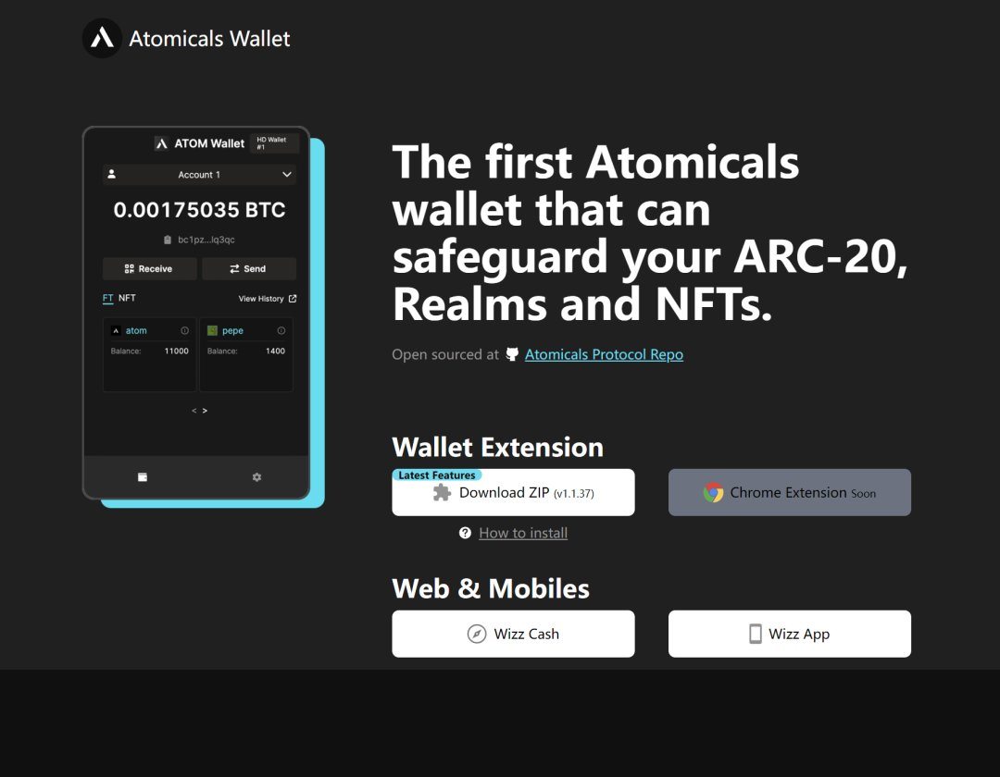 Atomicals Wallet
ATOM Wallet
HD Wallet
#1
Account 1
0.00175035 BTC
bc1pz...lq3qc
Receive
Send
FT NFT
View History
atom
Balance: 11000
pepe
Balance: 1400
< >
The first Atomicals
wallet that can
safeguard your ARC-20,
Realms and NFTs.
Open sourced at Atomicals Protocol Repo
Wallet Extension
Latest Features
Download ZIP (v1.1.37)
Chrome Extension Soon
How to install
Web & Mobiles
Wizz Cash
Wizz App